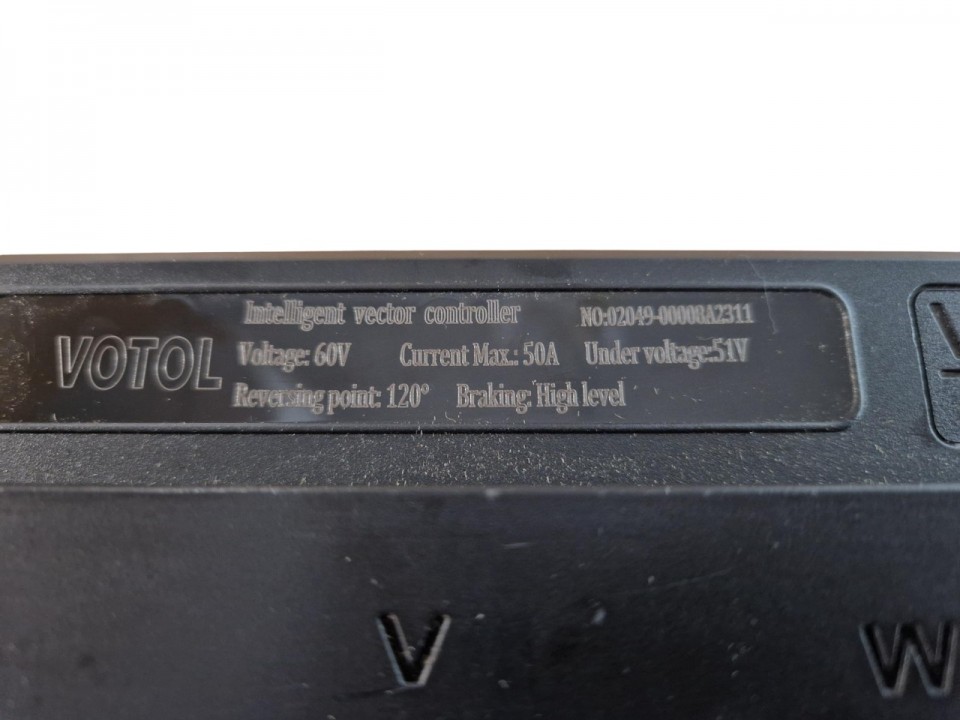 Intelligent vector controller NO:02049-00008A2311
VOTOL
Voltage: 60V Current Max.: 50A Under voltage:51V
Reversing point: 120° Braking: High level
V W